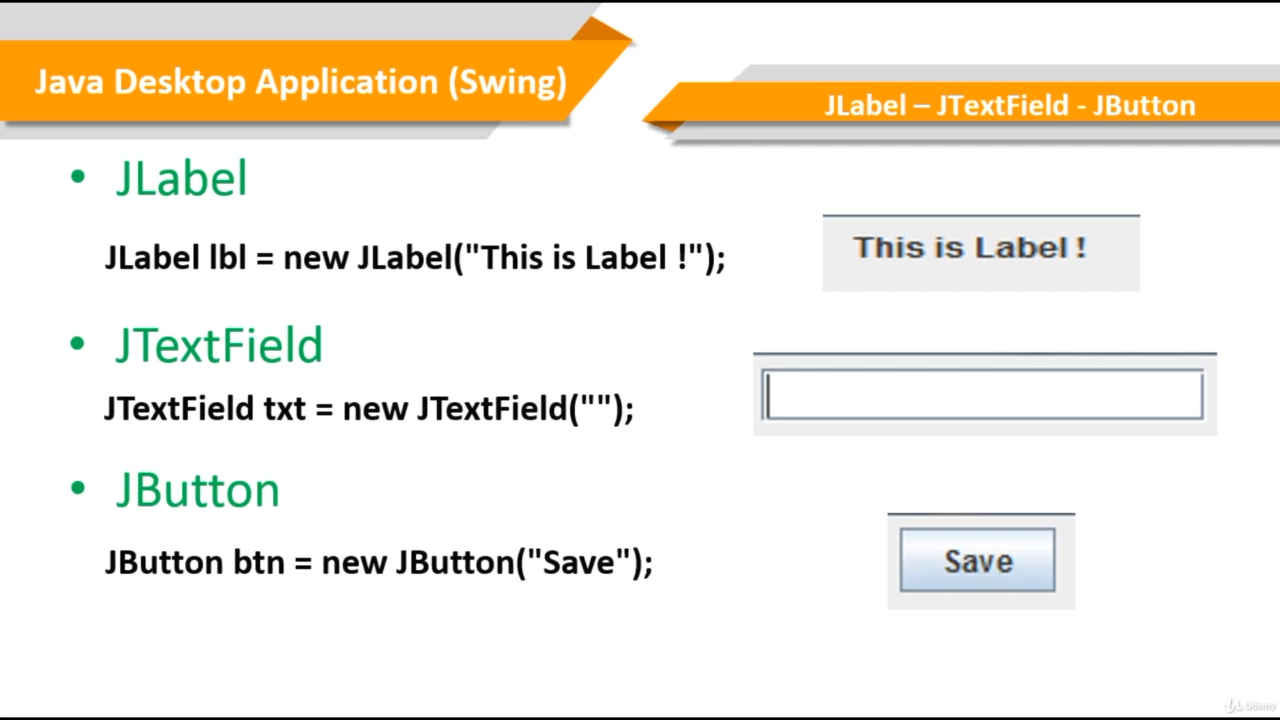 Java Desktop Application (Swing)
JLabel – JTextField - JButton
• JLabel
JLabel lbl = new JLabel("This is Label !");
This is Label !
• JTextField
JTextField txt = new JTextField("");
• JButton
JButton btn = new JButton("Save");
Save
Udemy